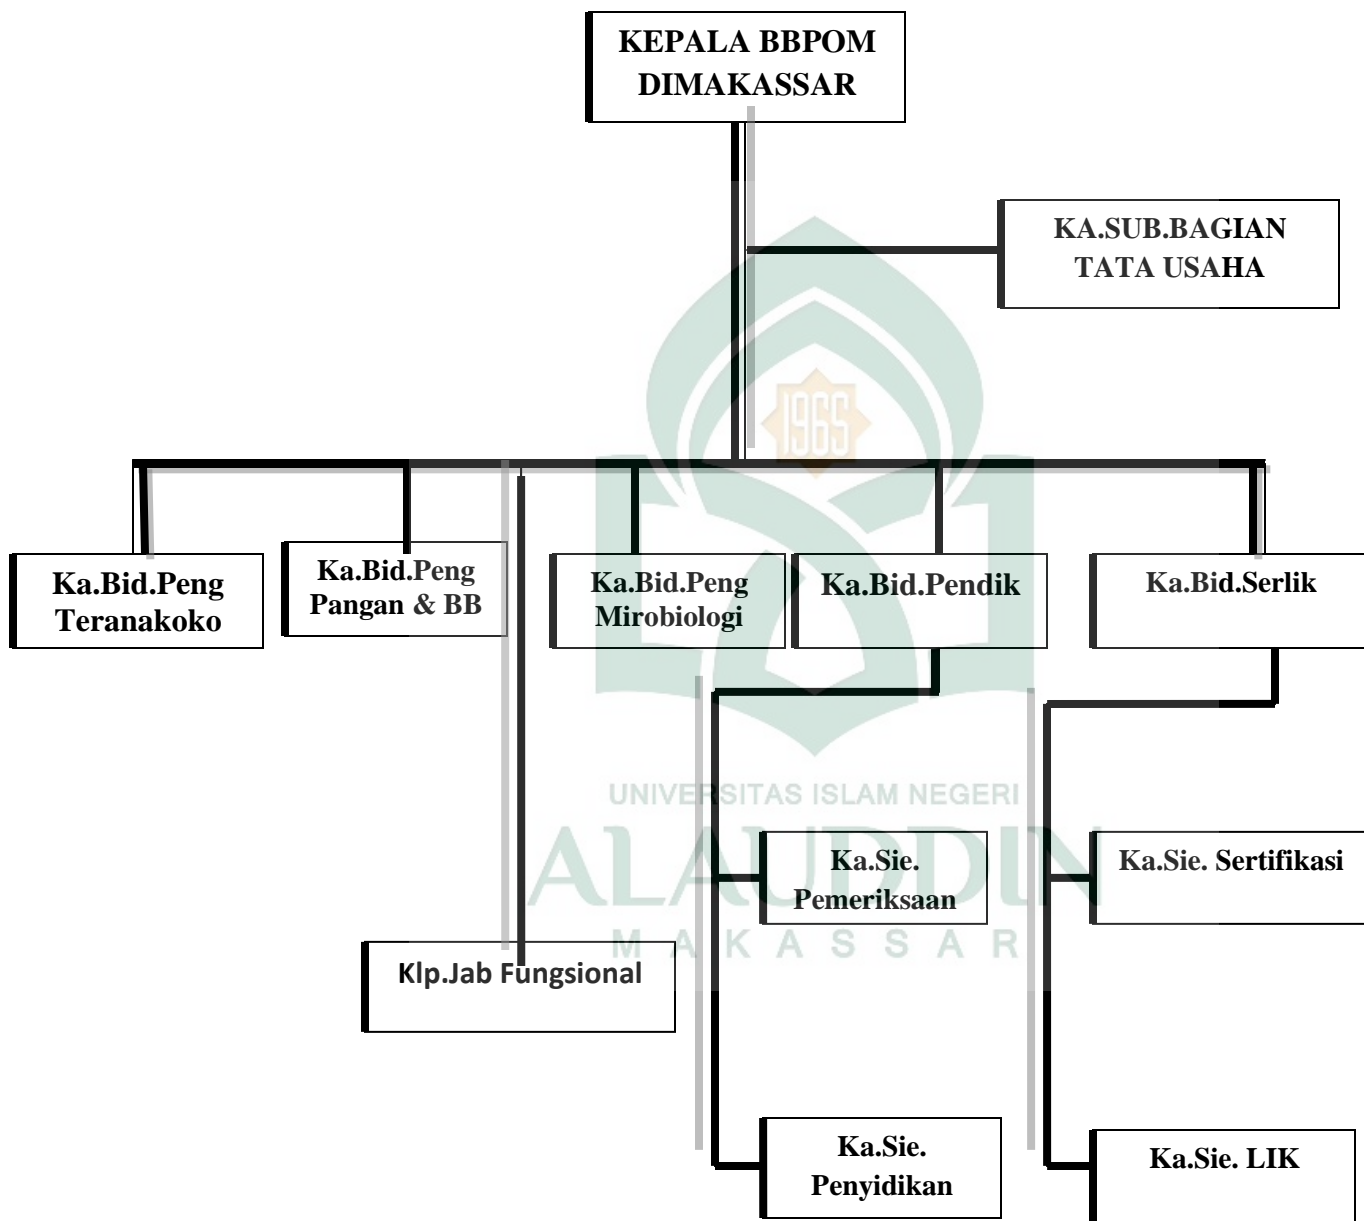 KEPALA BBPOM
DIMAKASSAR
KA.SUB.BAGIAN
TATA USAHA
1965
Ka.Bid.Peng
Teranakoko
Ka.Bid.Peng
Pangan & BB
Ka.Bid.Peng
Mirobiologi
Ka.Bid.Pendik
Ka.Bid.Serlik
UNIVERSITAS ISLAM NEGERI
ALAUDDIN
MAKASSAR
Ka.Sie.
Pemeriksaan
Ka.Sie. Sertifikasi
Klp.Jab Fungsional
Ka.Sie.
Penyidikan
Ka.Sie. LIK